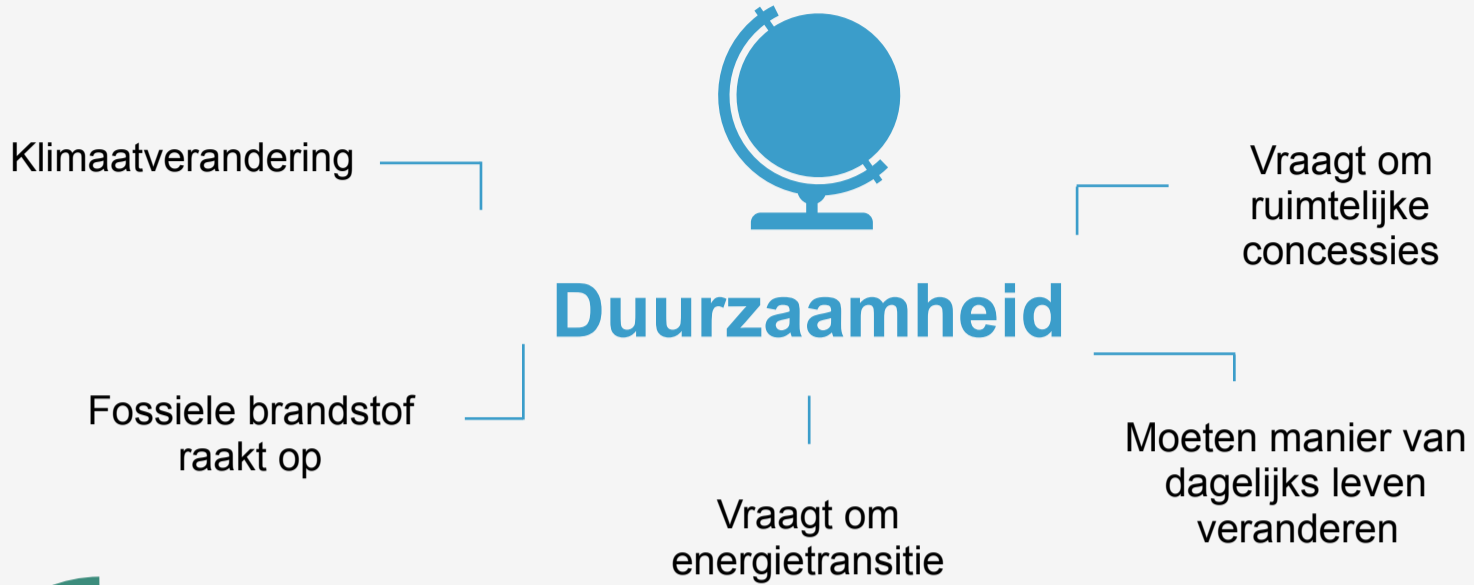 Klimaatverandering
Vraagt om
ruimtelijke
concessies
Duurzaamheid
Fossiele brandstof
raakt op
Vraagt om
energietransitie
Moeten manier van
dagelijks leven
veranderen